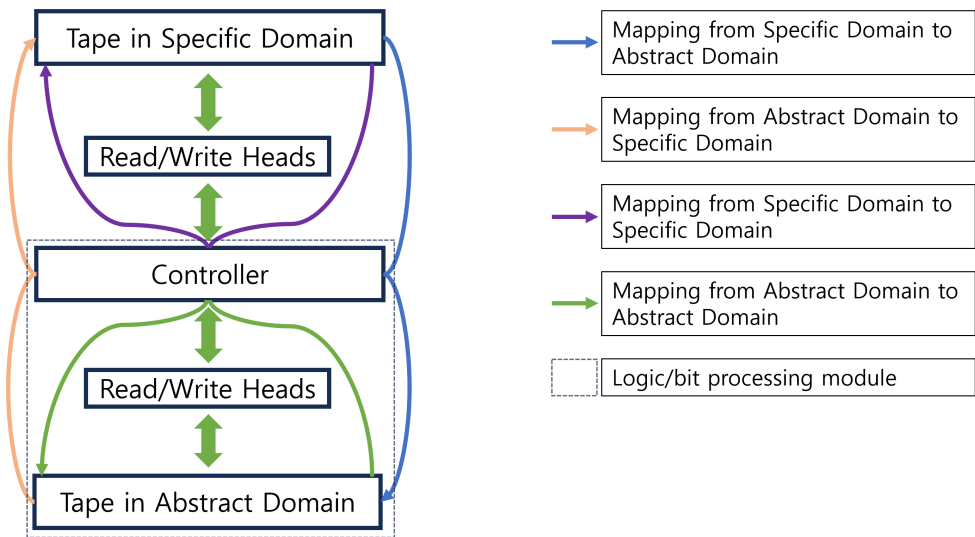 Tape in Specific Domain
Read/Write Heads
Controller
Read/Write Heads
Tape in Abstract Domain
Mapping from Specific Domain to
Abstract Domain
Mapping from Abstract Domain to
Specific Domain
Mapping from Specific Domain to
Specific Domain
Mapping from Abstract Domain to
Abstract Domain
Logic/bit processing module